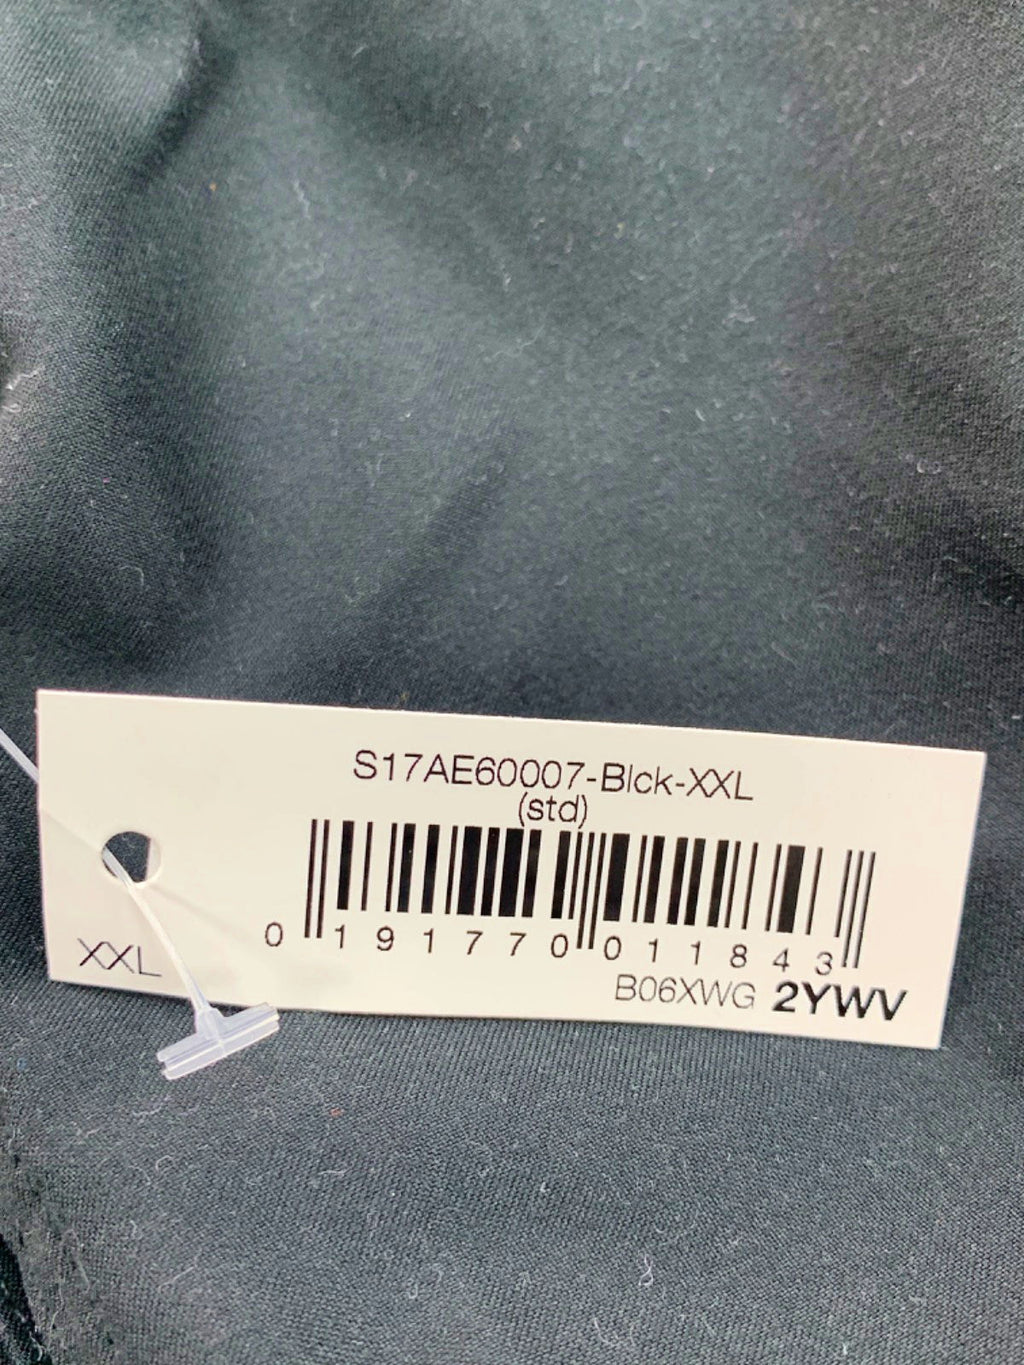 S17AE60007-Blck-XXL
(std)
0 191770 011843
B06XWG 2YWV
XXL